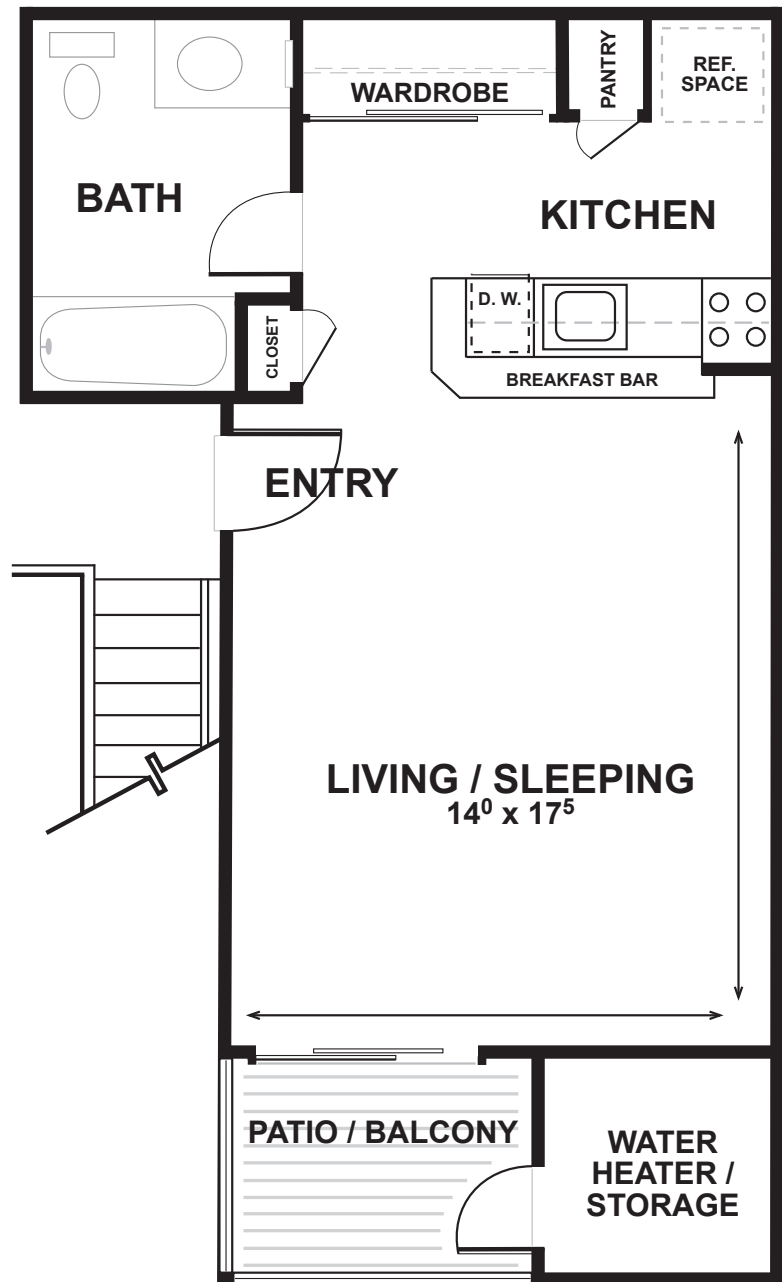 WARDROBE
PANTRY
REF.
SPACE
BATH
KITCHEN
D. W.
CLOSET
BREAKFAST BAR
ENTRY
LIVING / SLEEPING
14⁰ x 17⁵
PATIO / BALCONY
WATER
HEATER /
STORAGE